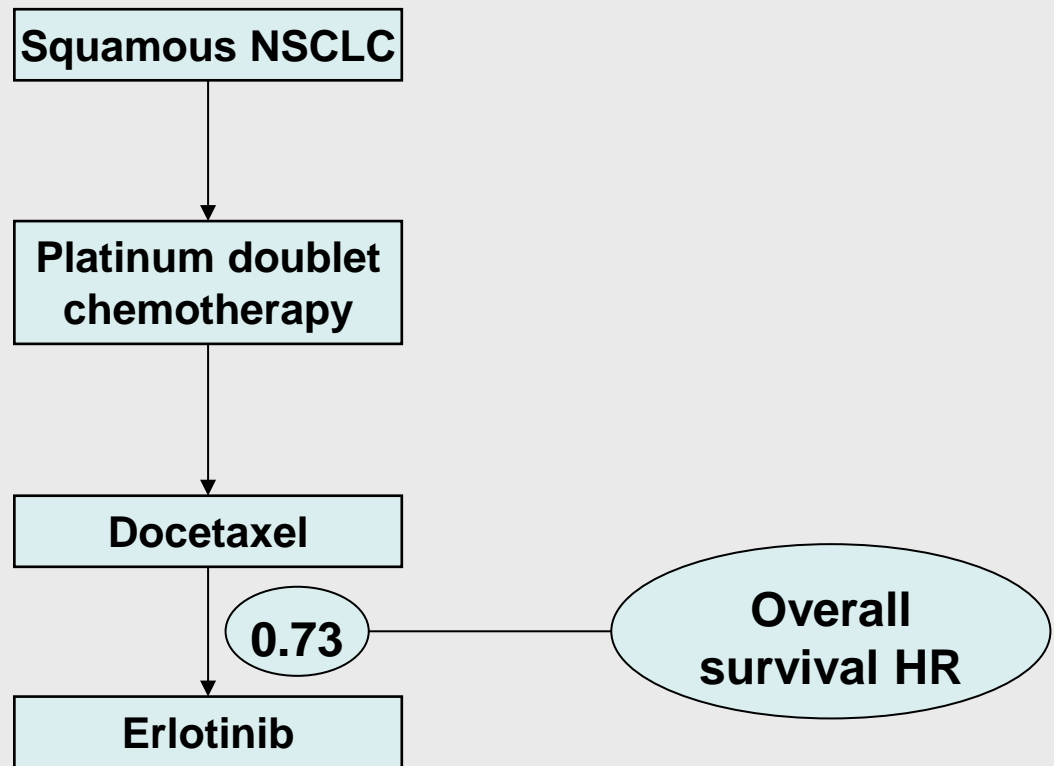 Squamous NSCLC
Platinum doublet
chemotherapy
Docetaxel
0.73
Overall
survival HR
Erlotinib